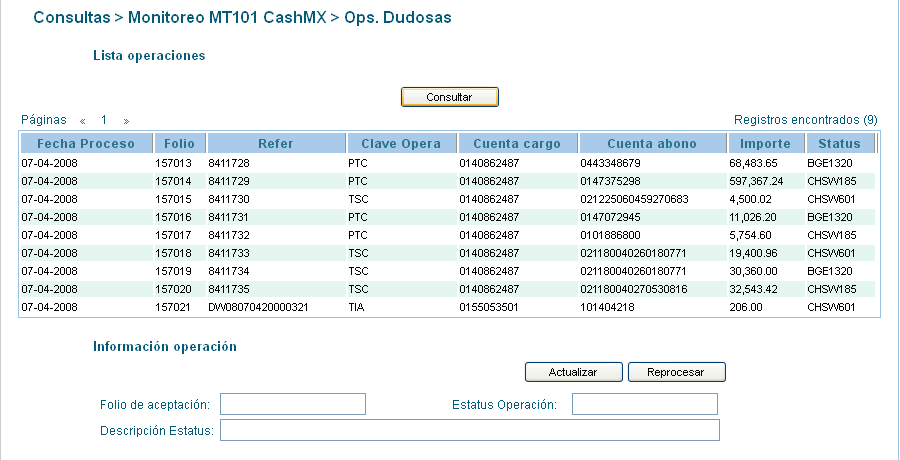 Consultas > Monitoreo MT101 CashMX > Ops. Dudosas
Lista operaciones
Consultar
Páginas « 1 » Registros encontrados (9)
Fecha Proceso Folio Refer Clave Opera Cuenta cargo Cuenta abono Importe Status
07-04-2008 157013 8411728 PTC 0140862487 0443348679 68,483.65 BGE1320
07-04-2008 157014 8411729 PTC 0140862487 0147375298 597,367.24 CHSW185
07-04-2008 157015 8411730 TSC 0140862487 021225060459270683 4,500.02 CHSW601
07-04-2008 157016 8411731 PTC 0140862487 0147072945 11,026.20 BGE1320
07-04-2008 157017 8411732 PTC 0140862487 0101886800 5,754.60 CHSW185
07-04-2008 157018 8411733 TSC 0140862487 021180040260180771 19,400.96 CHSW601
07-04-2008 157019 8411734 TSC 0140862487 021180040260180771 30,360.00 BGE1320
07-04-2008 157020 8411735 TSC 0140862487 021180040270530816 32,543.42 CHSW185
07-04-2008 157021 DW08070420000321 TIA 0155053501 101404218 206.00 CHSW601
Información operación
Actualizar Reprocesar
Folio de aceptación: Estatus Operación:
Descripción Estatus: